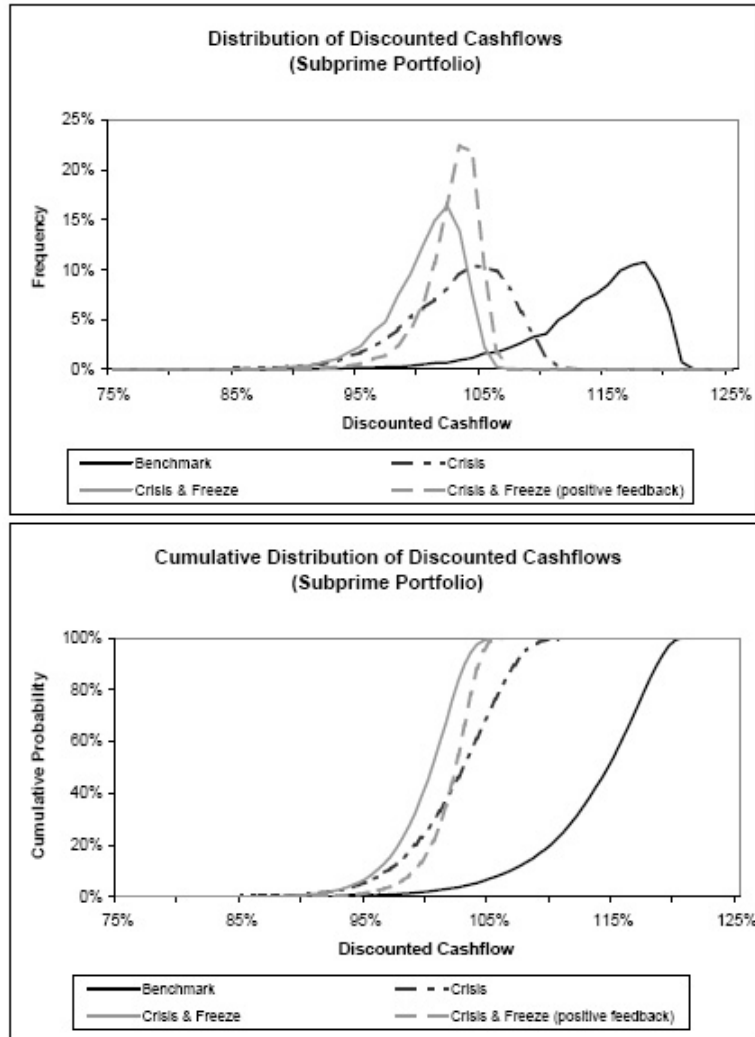 Distribution of Discounted Cashflows
(Subprime Portfolio)
25%
20%
15%
10%
5%
0%
Frequency
75%
85%
95%
105%
115%
125%
Discounted Cashflow
Benchmark
Crisis
Crisis & Freeze
Crisis & Freeze (positive feedback)
Cumulative Distribution of Discounted Cashflows
(Subprime Portfolio)
100%
80%
60%
40%
20%
0%
Cumulative Probability
75%
85%
95%
105%
115%
125%
Discounted Cashflow
Benchmark
Crisis
Crisis & Freeze
Crisis & Freeze (positive feedback)